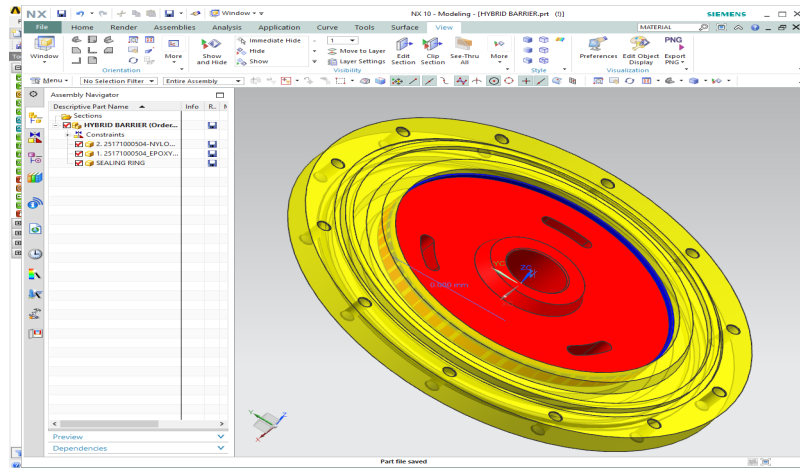 NX Window NX 10 - Modeling - [HYBRID BARRIER.prt (!)] SIEMENS
File Home Render Assemblies Analysis Application Curve Tools Surface View MATERIAL
Window
More
Show and Hide
Immediate Hide
Hide
Show
1
Move to Layer
Layer Settings
Edit Section
Clip Section
See-Thru All
More
Preferences
Edit Object Display
PNG
Export PNG
Orientation Visibility Style Visualization
Menu No Selection Filter Entire Assembly
Assembly Navigator
Descriptive Part Name Info R..
Sections
HYBRID BARRIER (Order...
Constraints
2. 25171000504-NYLO...
1. 25171000504_EPOXY...
SEALING RING
Preview
Dependencies
YC
ZC
Y
Z
X
Part file saved